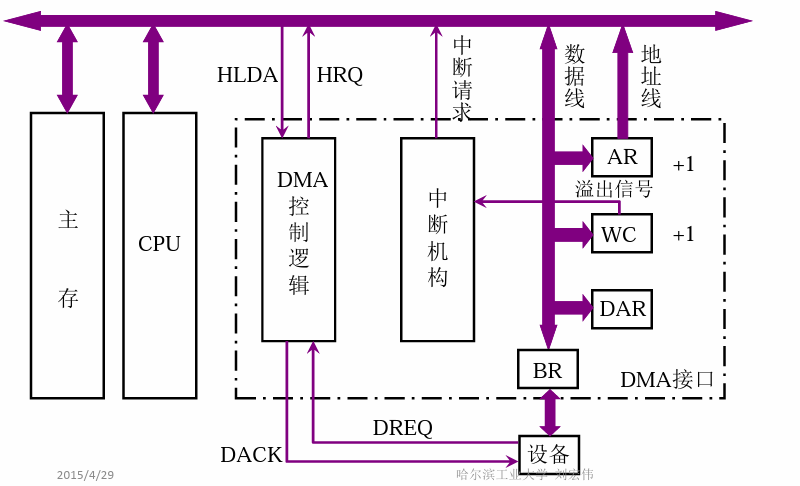 HLDA
HRQ
中断请求
数据线
地址线
主存
CPU
DMA
控制逻辑
中断机构
AR
+1
溢出信号
WC
+1
DAR
BR
DMA接口
DREQ
DACK
设备
2015/4/29
哈尔滨工业大学 刘宏伟